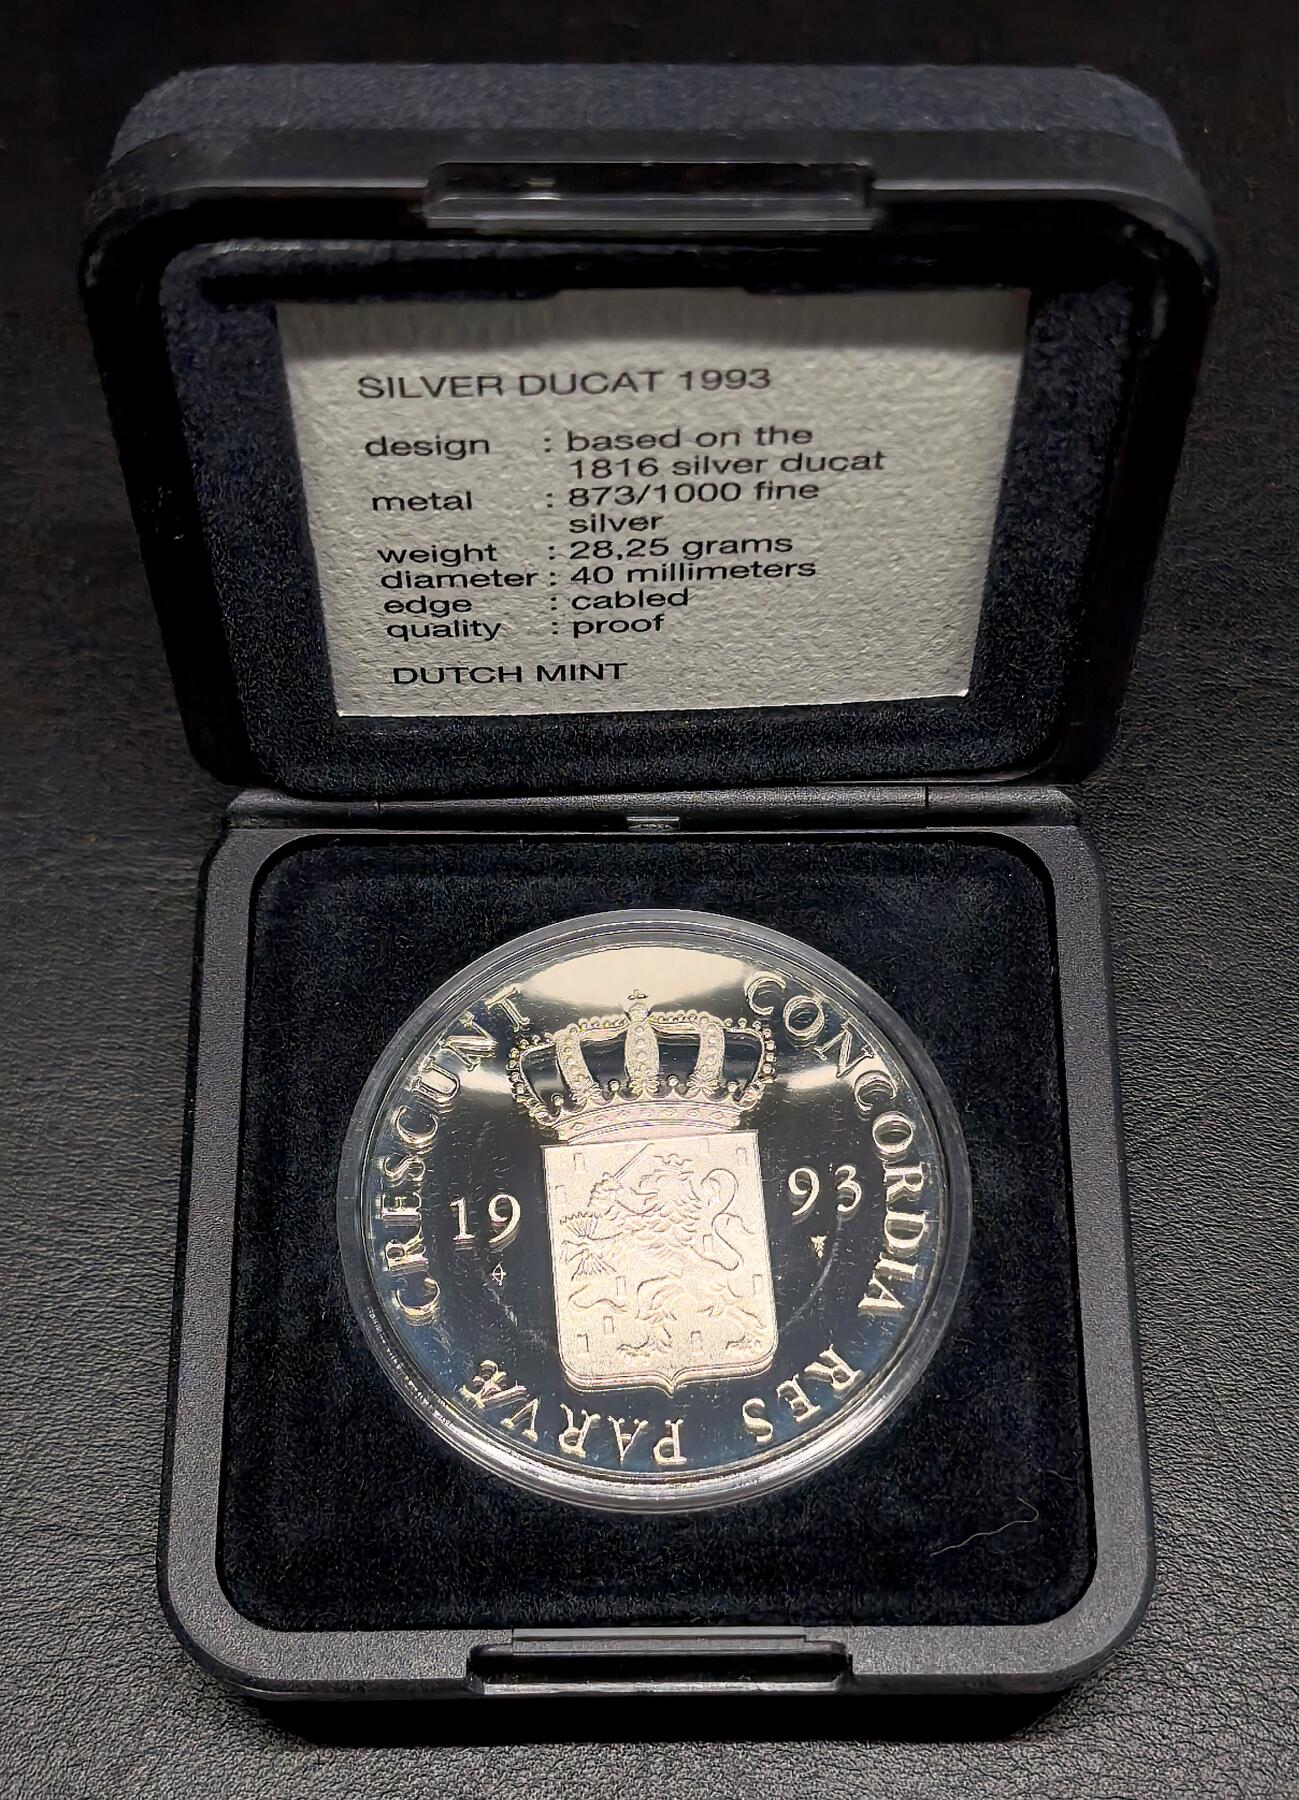 SILVER DUCAT 1993
design : based on the
1816 silver ducat
metal : 873/1000 fine
silver
weight : 28,25 grams
diameter : 40 millimeters
edge : cabled
quality : proof
DUTCH MINT
CONCORDIA RES PARVÆ CRESCUNT
19 93